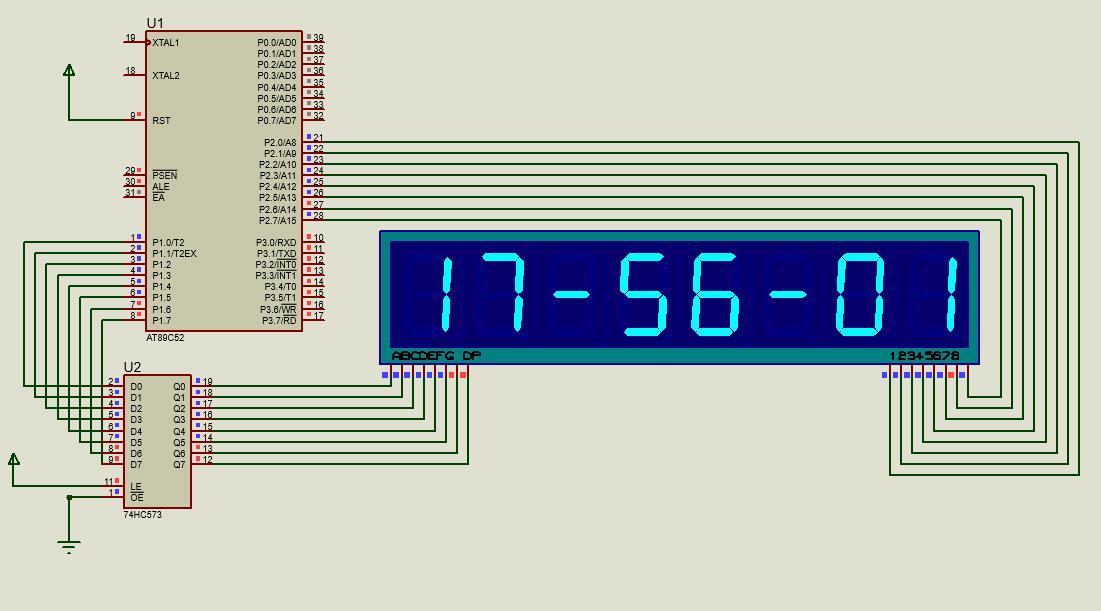 U1
19 XTAL1 P0.0/AD0 39
P0.1/AD1 38
P0.2/AD2 37
18 XTAL2 P0.3/AD3 36
P0.4/AD4 35
P0.5/AD5 34
P0.6/AD6 33
9 RST P0.7/AD7 32
P2.0/A8 21
P2.1/A9 22
P2.2/A10 23
29 PSEN P2.3/A11 24
30 ALE P2.4/A12 25
31 EA P2.5/A13 26
P2.6/A14 27
P2.7/A15 28
1 P1.0/T2 P3.0/RXD 10
2 P1.1/T2EX P3.1/TXD 11
3 P1.2 P3.2/INT0 12
4 P1.3 P3.3/INT1 13
5 P1.4 P3.4/T0 14
6 P1.5 P3.5/T1 15
7 P1.6 P3.6/WR 16
8 P1.7 P3.7/RD 17
AT89C52
17-56-01
ABCDEFG DP 12345678
U2
2 D0 Q0 19
3 D1 Q1 18
4 D2 Q2 17
5 D3 Q3 16
6 D4 Q4 15
7 D5 Q5 14
8 D6 Q6 13
9 D7 Q7 12
11 LE
1 OE
74HC573